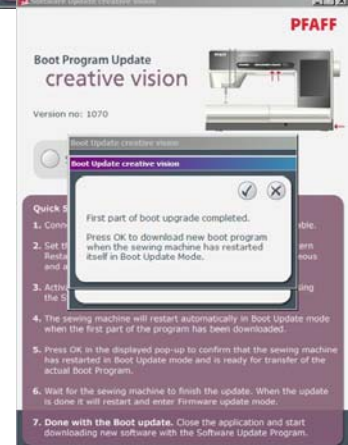 Software Update creative vision
PFAFF
Boot Program Update
creative vision
Version no: 1070
Boot Update creative vision
Boot Update creative vision
First part of boot upgrade completed.
Press OK to download new boot program
when the sewing machine has restarted
itself in Boot Update Mode.
Quick S
1. Conn
2. Set th
Resta
and a
3. Activ
the S
4. The sewing machine will restart automatically in Boot Update mode
when the first part of the program has been downloaded.
5. Press OK in the displayed pop-up to confirm that the sewing machine
has restarted in Boot Update mode and is ready for transfer of the
actual Boot Program.
6. Wait for the sewing machine to finish the update. When the update
is done it will restart and enter Firmware update mode.
7. Done with the Boot update. Close the application and start
downloading new software with the Software Update Program.